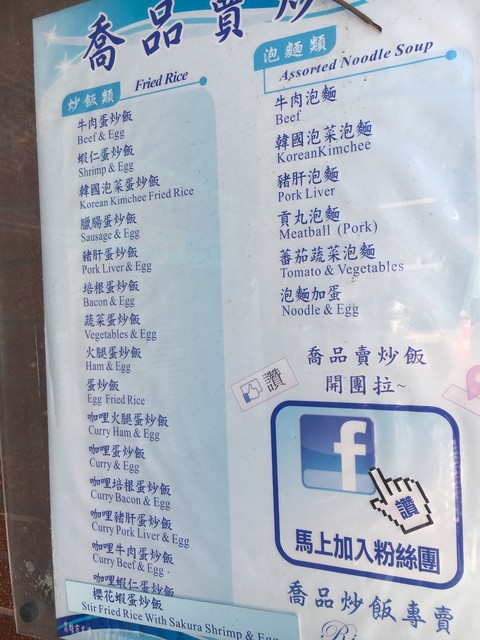 喬品賣炒
炒飯類 Fried Rice
牛肉蛋炒飯
Beef & Egg
蝦仁蛋炒飯
Shrimp & Egg
韓國泡菜蛋炒飯
Korean Kimchee Fried Rice
臘腸蛋炒飯
Sausage & Egg
豬肝蛋炒飯
Pork Liver & Egg
培根蛋炒飯
Bacon & Egg
蔬菜蛋炒飯
Vegetables & Egg
火腿蛋炒飯
Ham & Egg
蛋炒飯
Egg Fried Rice
咖哩火腿蛋炒飯
Curry Ham & Egg
咖哩蛋炒飯
Curry & Egg
咖哩培根蛋炒飯
Curry Bacon & Egg
咖哩豬肝蛋炒飯
Curry Pork Liver & Egg
咖哩牛肉蛋炒飯
Curry Beef & Egg
咖哩蝦仁蛋炒飯
櫻花蝦蛋炒飯
Stir Fried Rice With Sakura Shrimp & Egg
泡麵類
Assorted Noodle Soup
牛肉泡麵
Beef
韓國泡菜泡麵
KoreanKimchee
豬肝泡麵
Pork Liver
貢丸泡麵
Meatball (Pork)
蕃茄蔬菜泡麵
Tomato & Vegetables
泡麵加蛋
Noodle & Egg
喬品賣炒飯
開團拉~
讚
f
讚
馬上加入粉絲團
喬品炒飯專賣
Ri